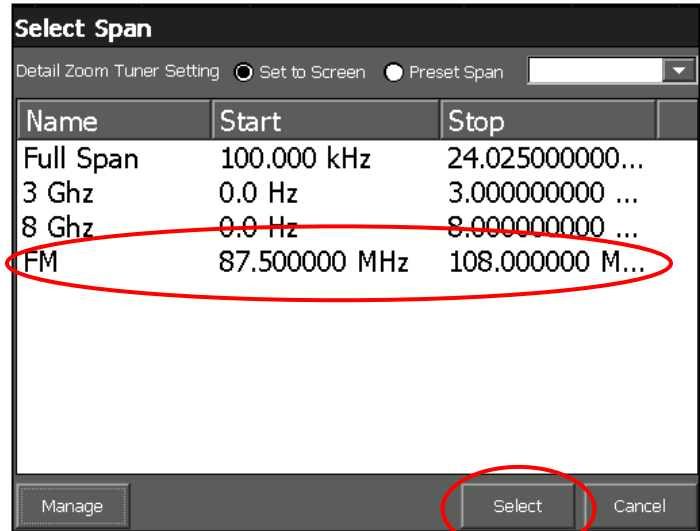 Select Span
Detail Zoom Tuner Setting Set to Screen Preset Span
Name Start Stop
Full Span 100.000 kHz 24.025000000...
3 Ghz 0.0 Hz 3.000000000 ...
8 Ghz 0.0 Hz 8.000000000 ...
FM 87.500000 MHz 108.000000 M...
Manage Select Cancel